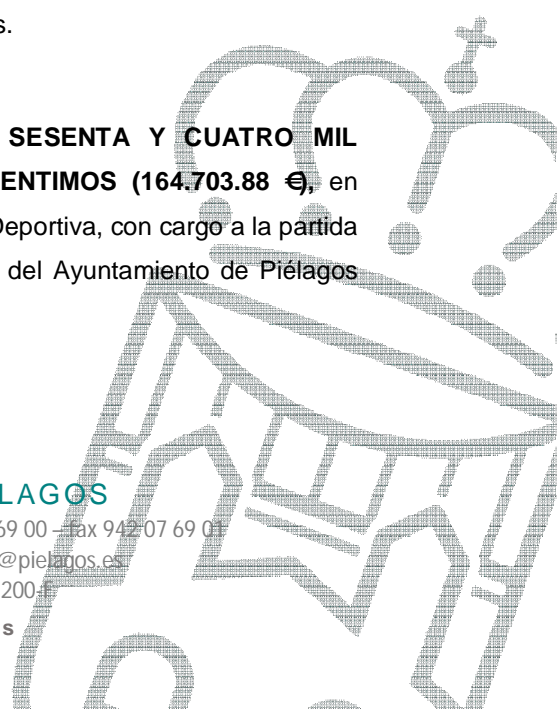 s.
SESENTA Y CUATRO MIL
ENTIMOS (164.703.88 €), en
Deportiva, con cargo a la partida
del Ayuntamiento de Piélagos
LAGOS
69 00 – fax 942 07 69 01
@pielagos.es
200-F
s